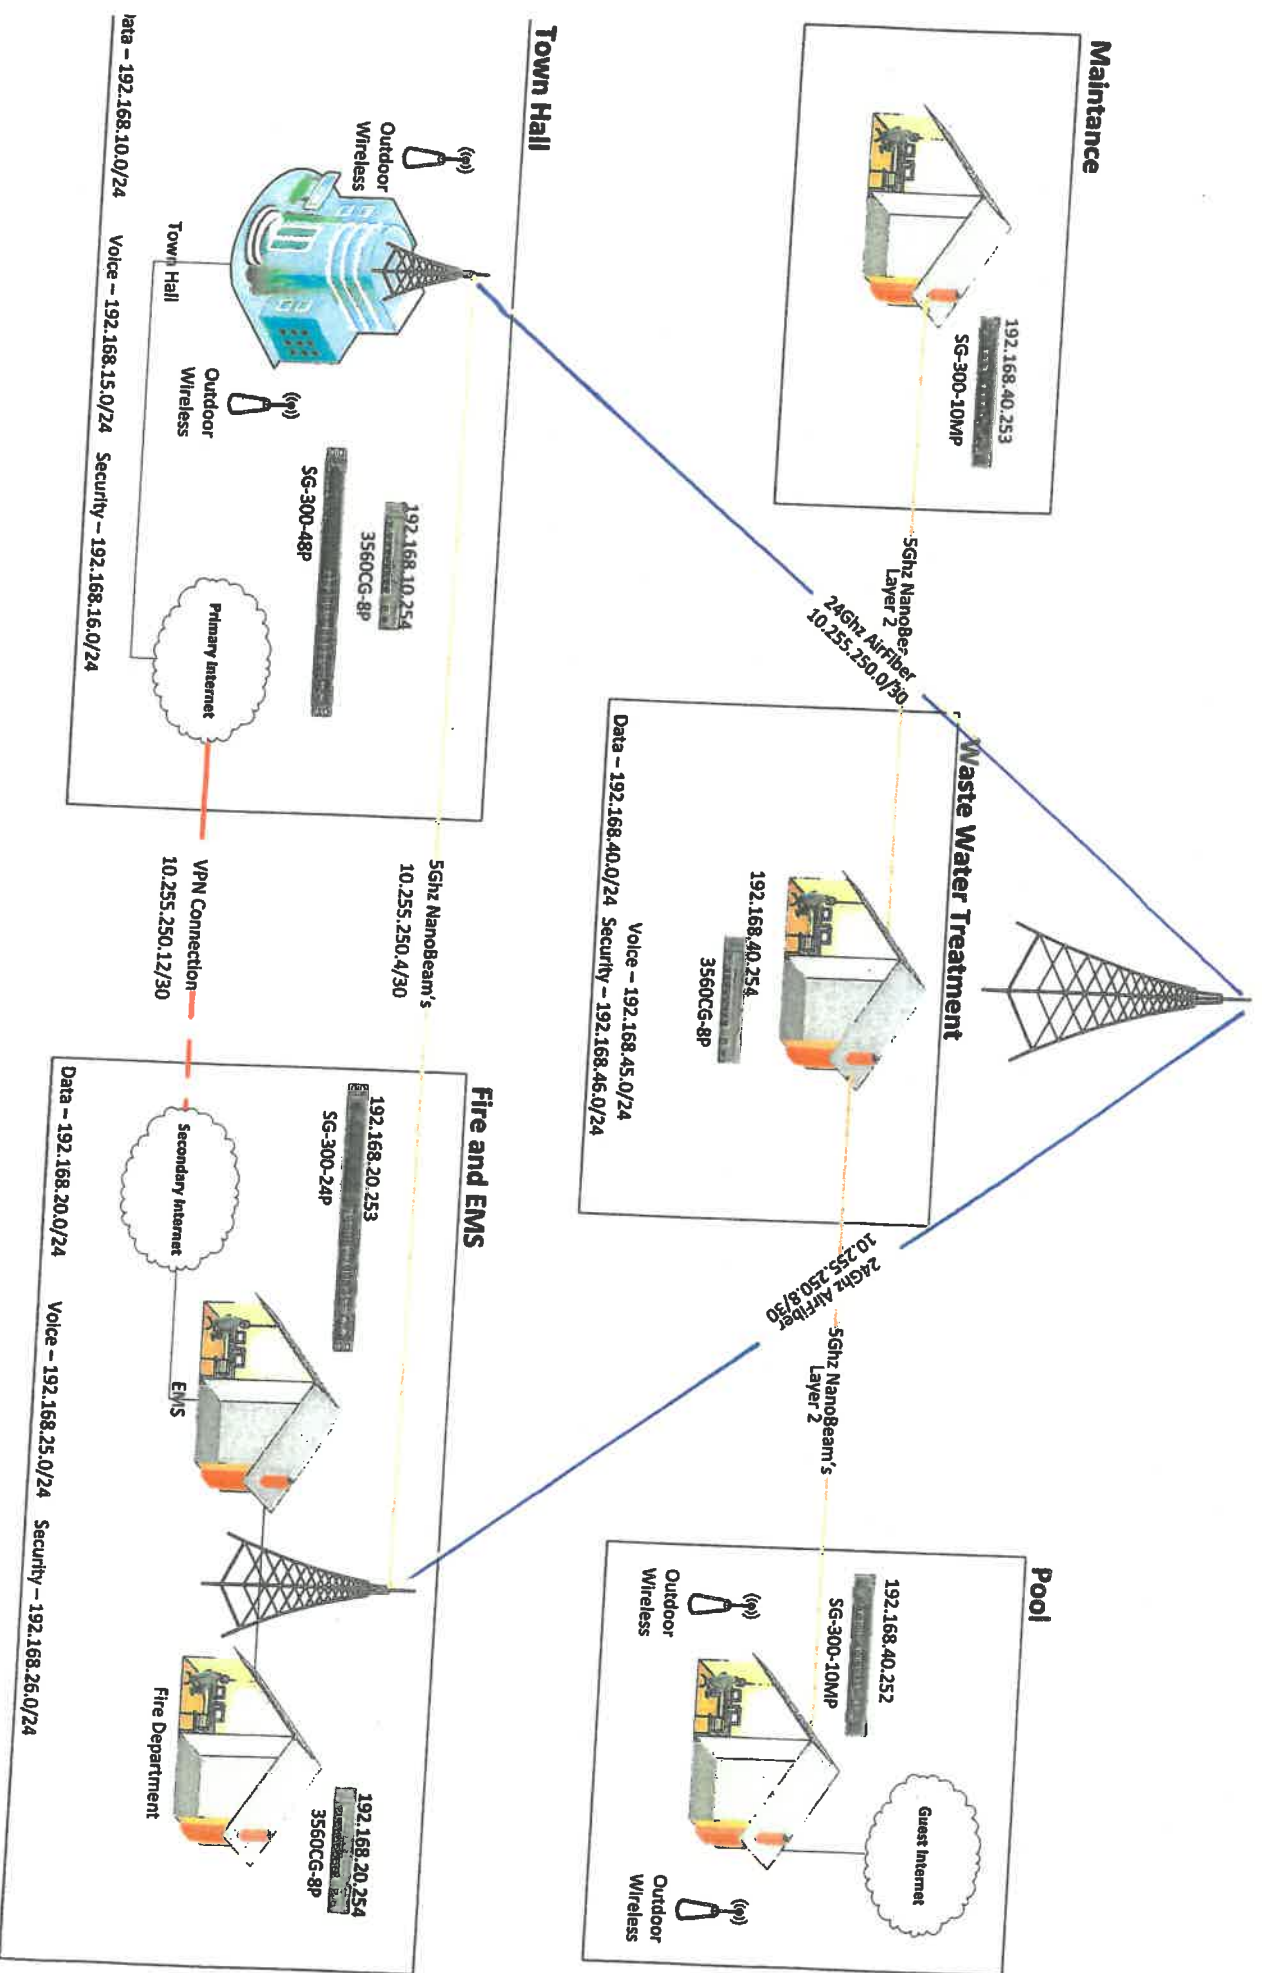 Maintance
192.168.40.253
SG-300-10MP
5Ghz NanoBea
Layer 2
24Ghz AirFiber
10.255.250.0/30
Waste Water Treatment
192.168.40.254
3560CG-8P
Voice – 192.168.45.0/24
Data – 192.168.40.0/24 Security – 192.168.46.0/24
24Ghz AirFiber
10.255.250.8/30
5Ghz NanoBeam's
Layer 2
Pool
192.168.40.252
SG-300-10MP
Guest Internet
Outdoor
Wireless
Outdoor
Wireless
Town Hall
Outdoor
Wireless
192.168.10.254
3560CG-8P
SG-300-48P
Outdoor
Wireless
Town Hall
Primary Internet
ata – 192.168.10.0/24 Voice – 192.168.15.0/24 Security – 192.168.16.0/24
5Ghz NanoBeam's
10.255.250.4/30
VPN Connection
10.255.250.12/30
Fire and EMS
192.168.20.253
SG-300-24P
Secondary Internet
EMS
192.168.20.254
3560CG-8P
Fire Department
Data – 192.168.20.0/24 Voice – 192.168.25.0/24 Security – 192.168.26.0/24